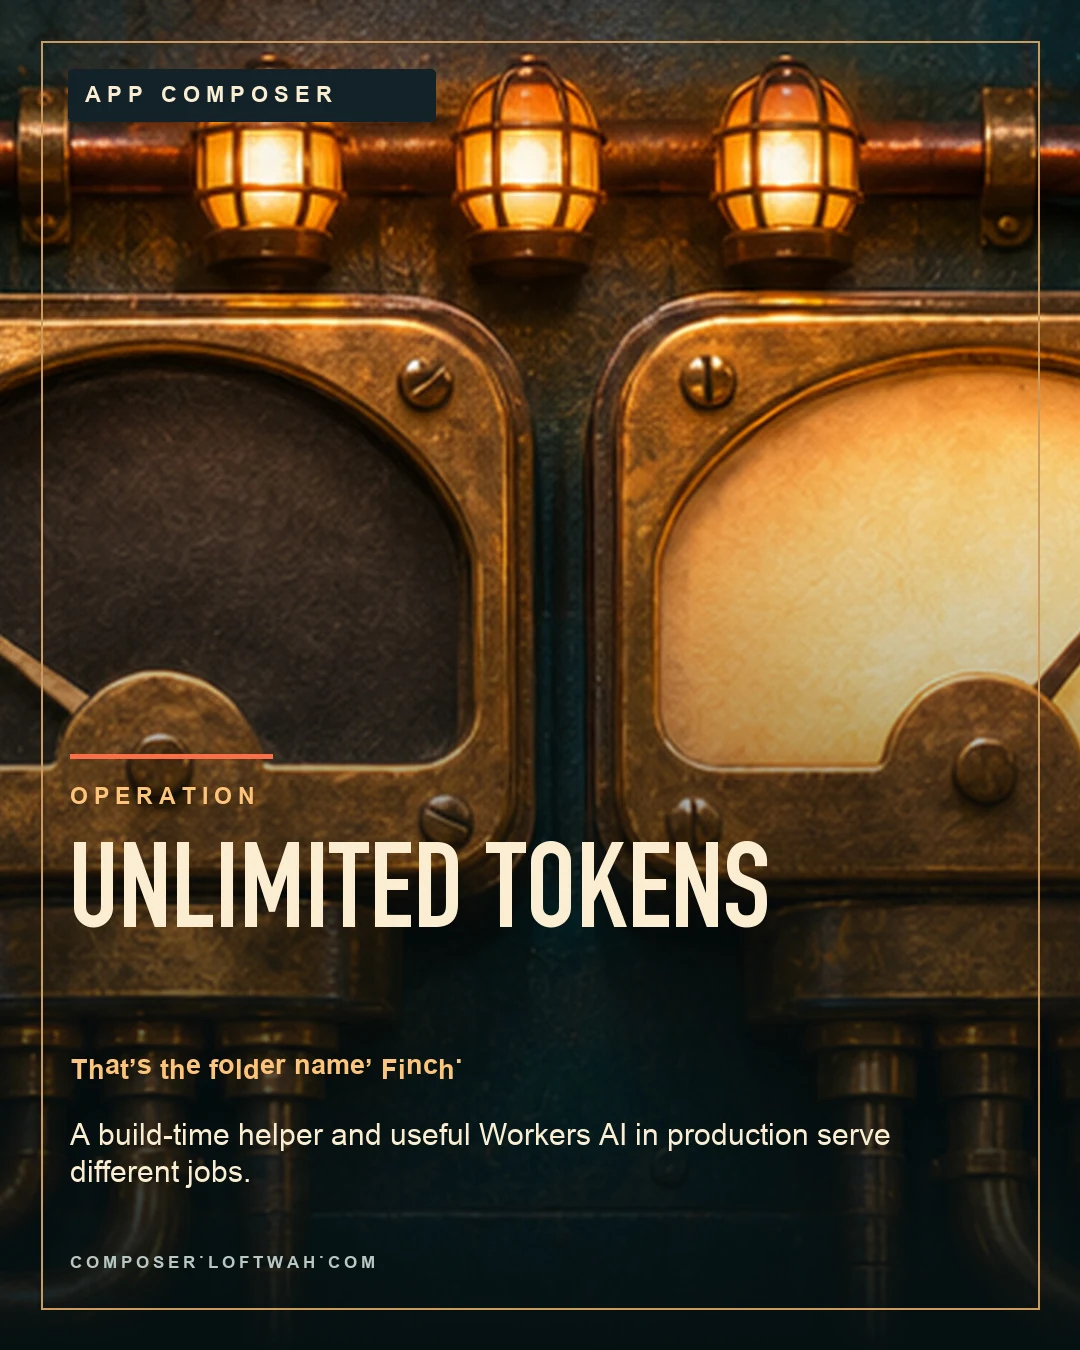 APP COMPOSER
OPERATION
UNLIMITED TOKENS
That’s the folder name’ Finch˙
A build-time helper and useful Workers AI in production serve
different jobs.
COMPOSER˙LOFTWAH˙COM